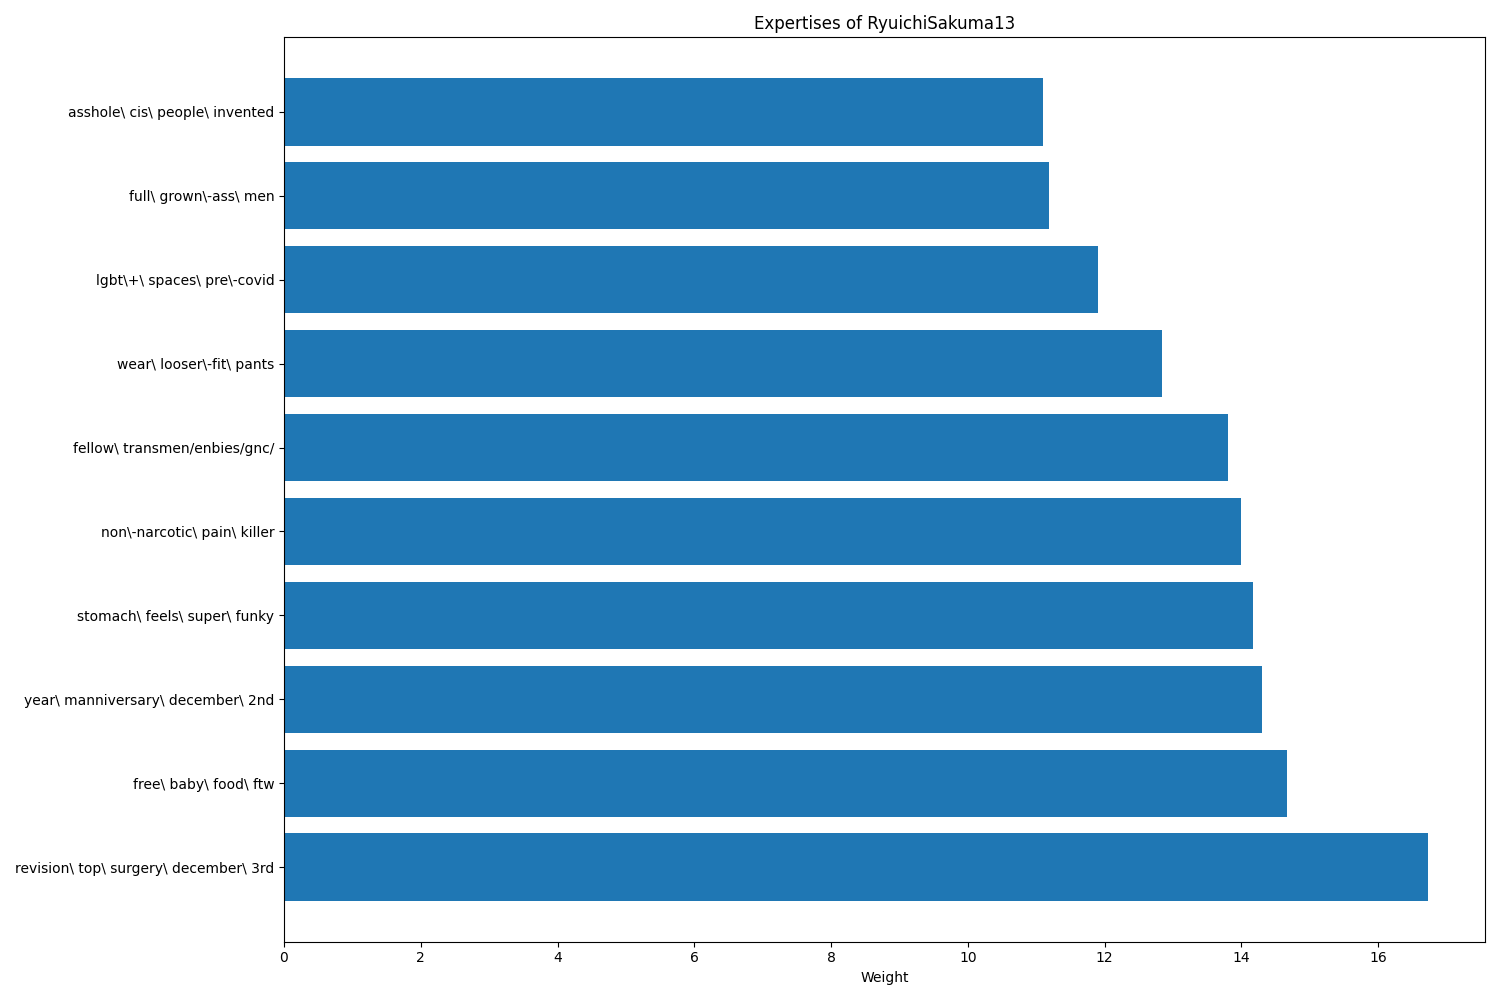 Expertises of RyuichiSakuma13
asshole\ cis\ people\ invented
full\ grown\-ass\ men
lgbt\+\ spaces\ pre\-covid
wear\ looser\-fit\ pants
fellow\ transmen/enbies/gnc/
non\-narcotic\ pain\ killer
stomach\ feels\ super\ funky
year\ manniversary\ december\ 2nd
free\ baby\ food\ ftw
revision\ top\ surgery\ december\ 3rd
0 2 4 6 8 10 12 14 16
Weight